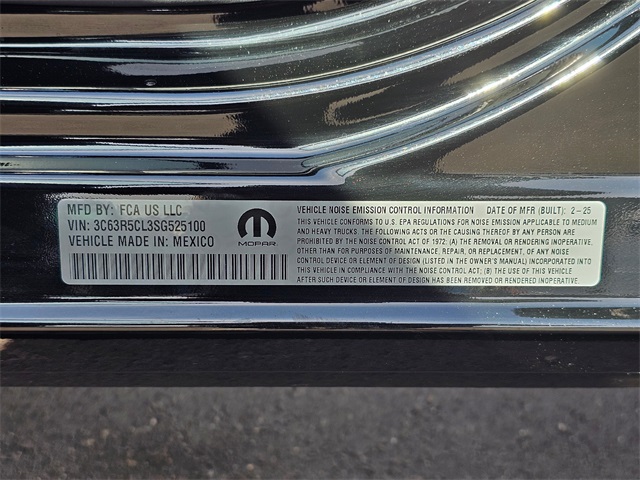 MFD BY: FCA US LLC
VIN: 3C63R5CL3SG525100
VEHICLE MADE IN: MEXICO
MOPAR
VEHICLE NOISE EMISSION CONTROL INFORMATION DATE OF MFR (BUILT): 2-25
THIS VEHICLE CONFORMS TO U.S. EPA REGULATIONS FOR NOISE EMISSION APPLICABLE TO MEDIUM
AND HEAVY TRUCKS. THE FOLLOWING ACTS OR THE CAUSING THEREOF BY ANY PERSON ARE
PROHIBITED BY THE NOISE CONTROL ACT OF 1972: (A) THE REMOVAL OR RENDERING INOPERATIVE,
OTHER THAN FOR PURPOSES OF MAINTENANCE, REPAIR, OR REPLACEMENT, OF ANY NOISE
CONTROL DEVICE OR ELEMENT OF DESIGN (LISTED IN THE OWNER'S MANUAL) INCORPORATED INTO
THIS VEHICLE IN COMPLIANCE WITH THE NOISE CONTROL ACT; (B) THE USE OF THIS VEHICLE
AFTER SUCH DEVICE OR ELEMENT OF DESIGN HAS BEEN REMOVED OR RENDERED INOPERATIVE.